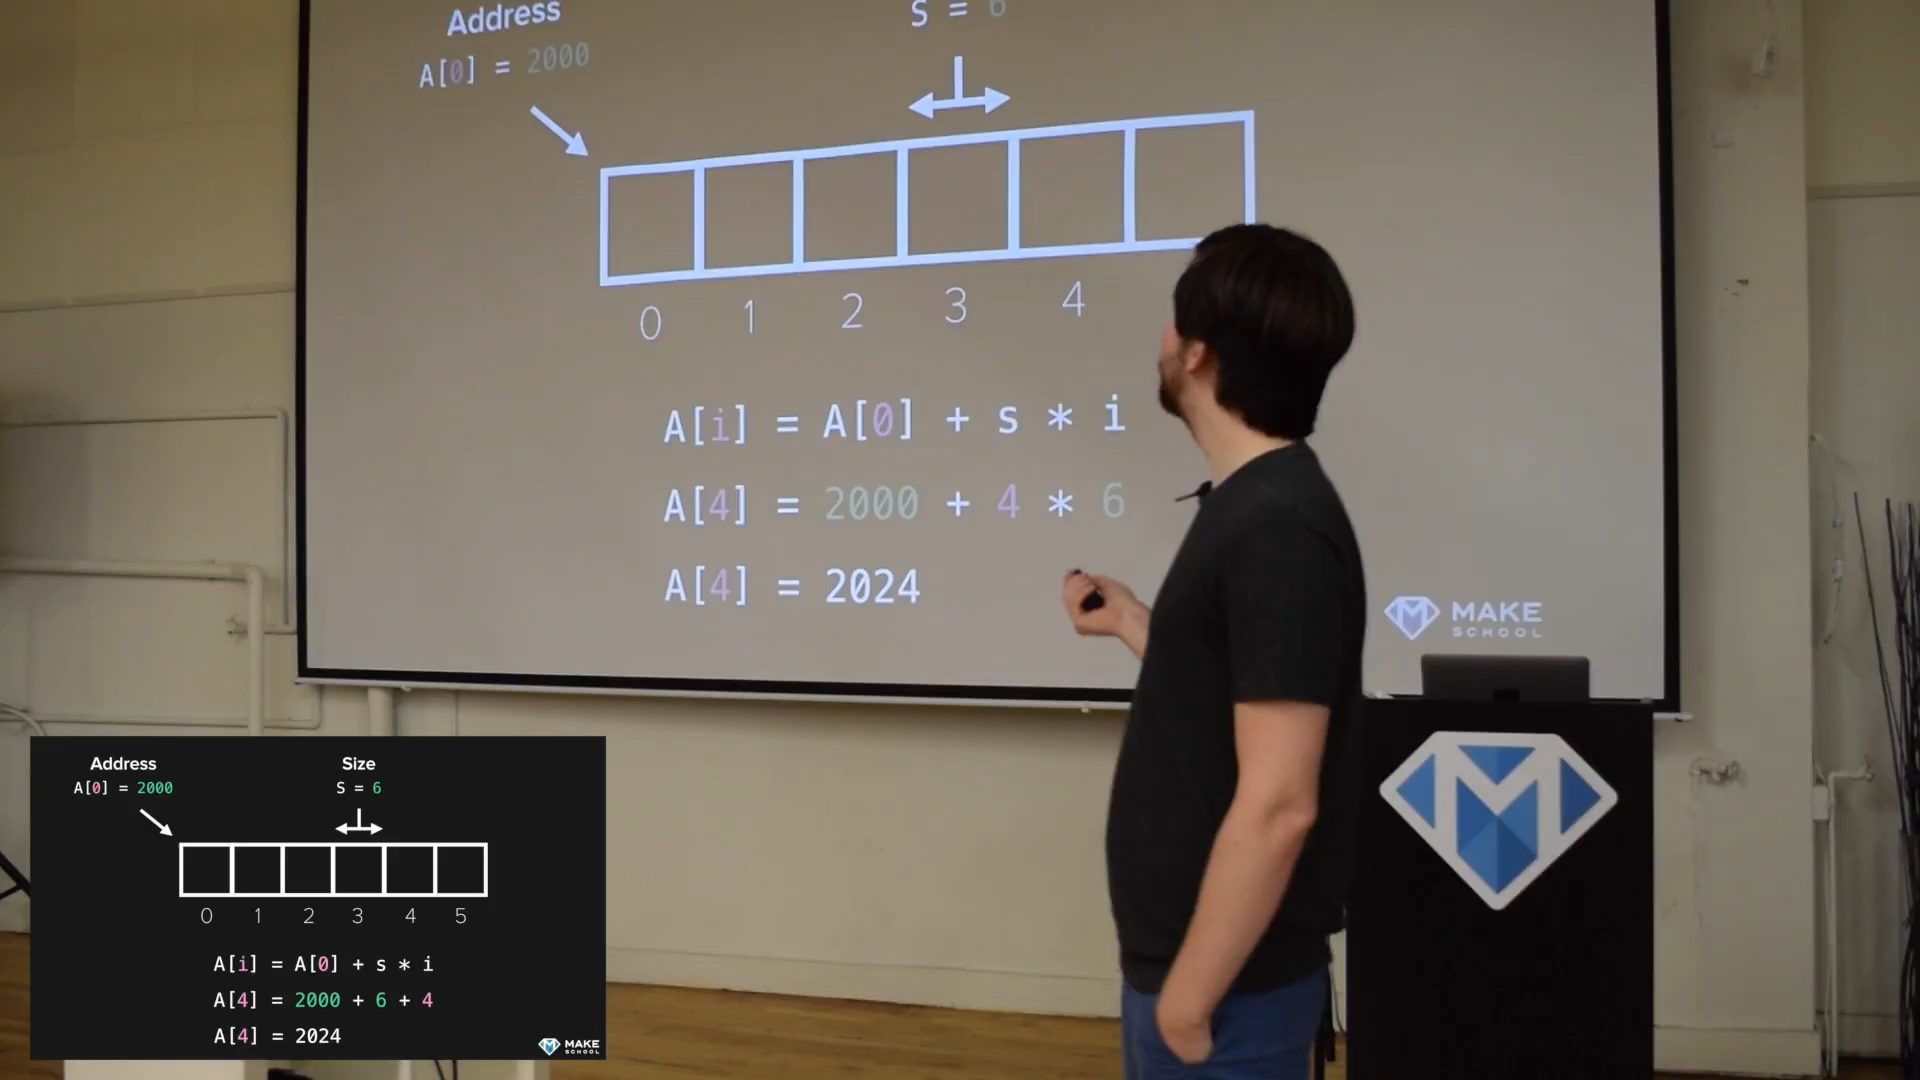 Address
A[0] = 2000
S = 6
0 1 2 3 4
A[i] = A[0] + s * i
A[4] = 2000 + 4 * 6
A[4] = 2024
MAKE
SCHOOL
Address
A[0] = 2000
Size
S = 6
0 1 2 3 4 5
A[i] = A[0] + s * i
A[4] = 2000 + 6 + 4
A[4] = 2024
MAKE
SCHOOL